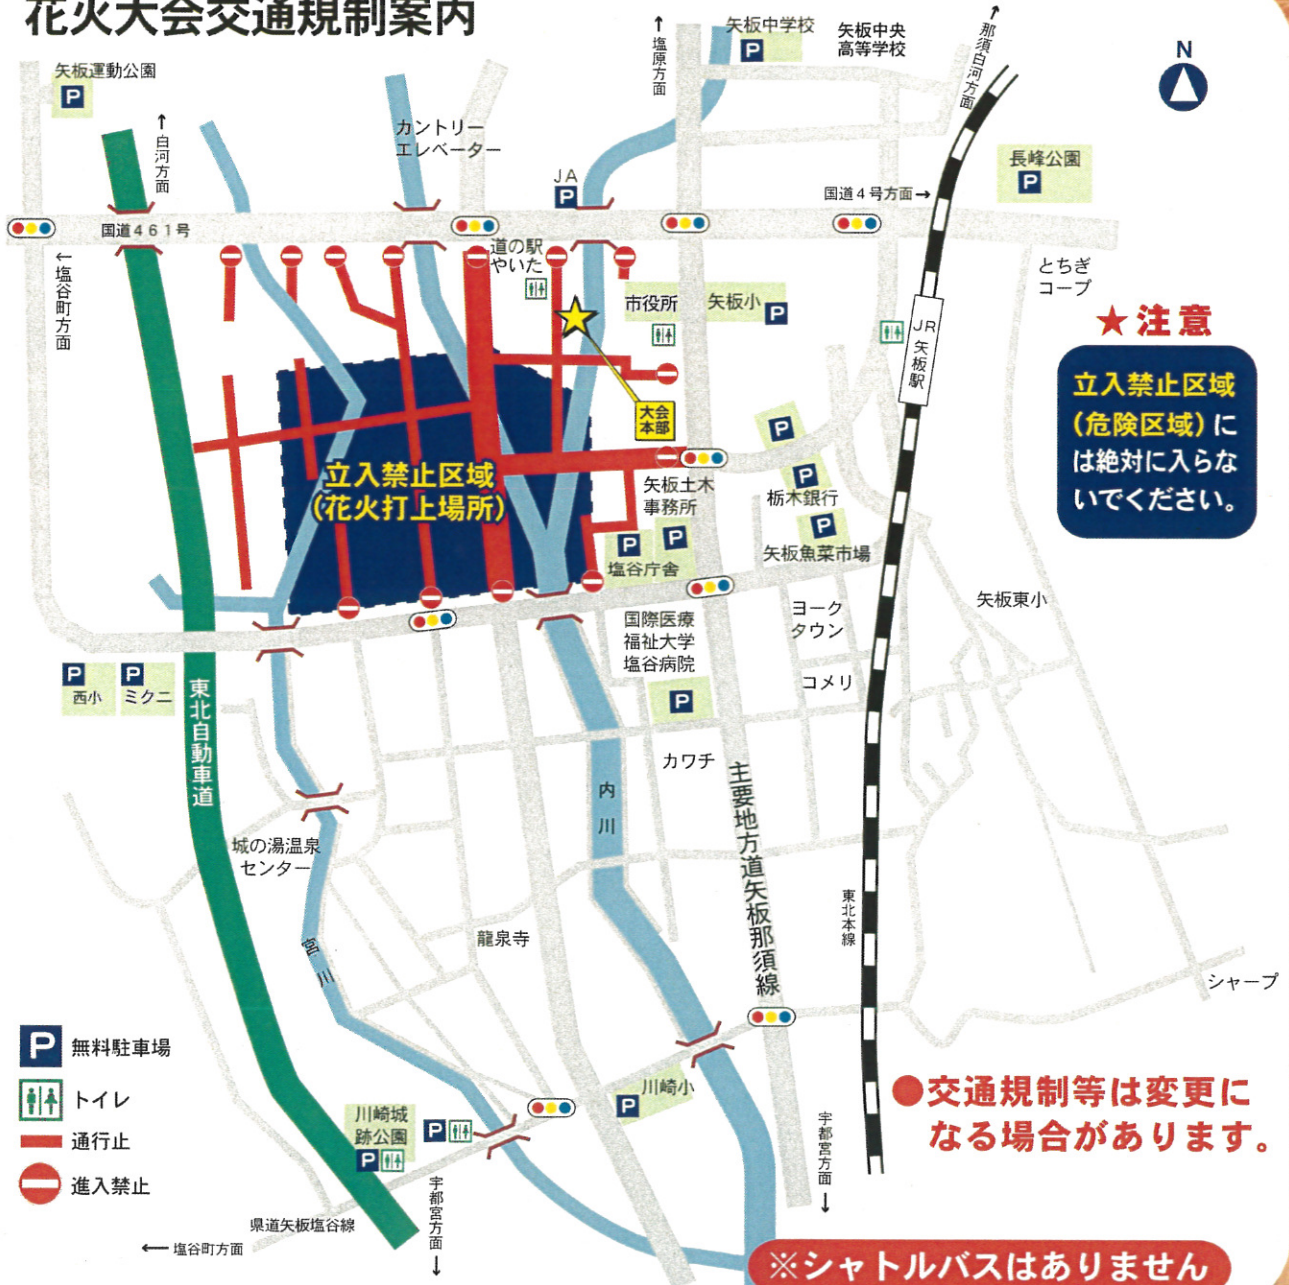 花火大会交通規制案内
矢板運動公園
P
↑白河方面
カントリー
エレベーター
↑塩原方面
矢板中学校
P
矢板中央
高等学校
↑那須白河方面
N
長峰公園
P
JA
P
国道4号方面→
国道461号
←塩谷町方面
道の駅
やいた
市役所
矢板小
P
とちぎ
コープ
JR矢板駅
★注意
立入禁止区域
(危険区域)に
は絶対に入らな
いでください。
大会
本部
立入禁止区域
(花火打上場所)
矢板土木
事務所
P
P
栃木銀行
P
矢板魚菜市場
P
P
塩谷庁舎
国際医療
福祉大学
塩谷病院
P
ヨーク
タウン
コメリ
矢板東小
P
西小
P
ミクニ
東北自動車道
カワチ
内川
主要地方道矢板那須線
城の湯温泉
センター
宮川
龍泉寺
東北本線
シャープ
P 無料駐車場
トイレ
通行止
進入禁止
川崎城
跡公園
P
P
川崎小
P
宇都宮方面↓
宇都宮方面↓
県道矢板塩谷線
←塩谷町方面
●交通規制等は変更に
なる場合があります。
※シャトルバスはありません